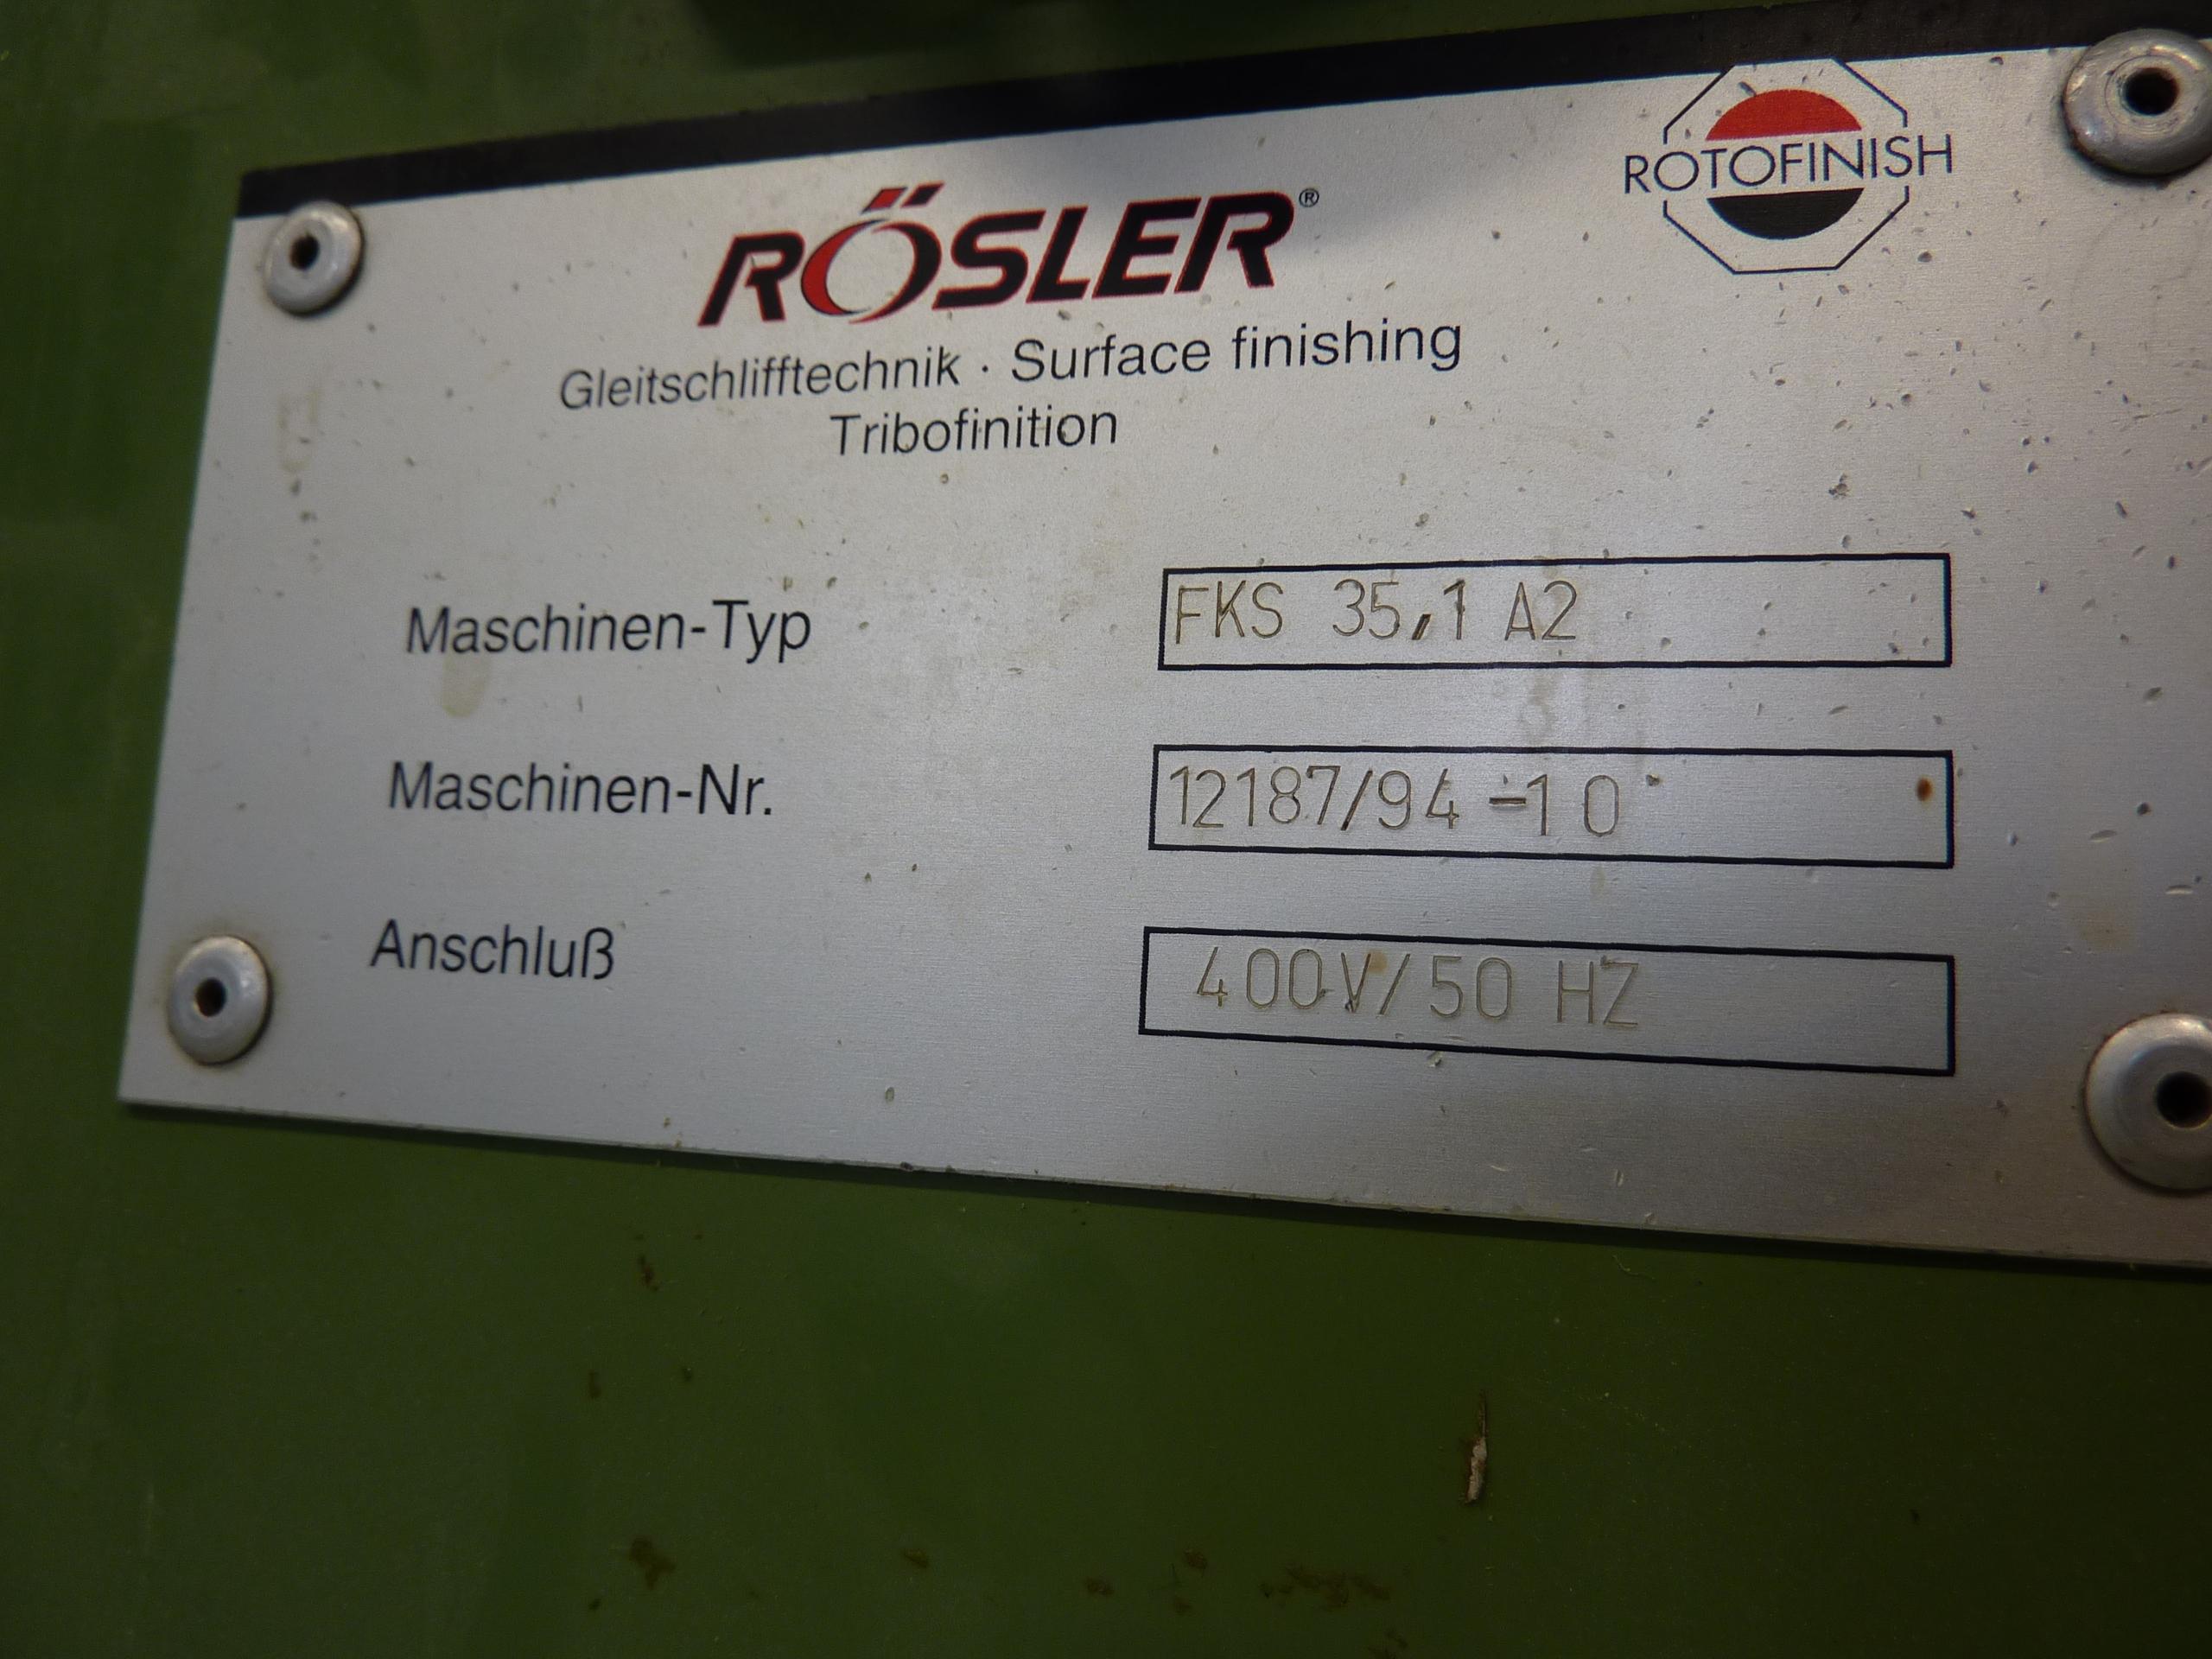 ROTOFINISH
RÖSLER®
Gleitschlifftechnik · Surface finishing
Tribofinition
Maschinen-Typ FKS 35,1 A2
Maschinen-Nr. 12187/94-10
Anschluß 400V/50 HZ